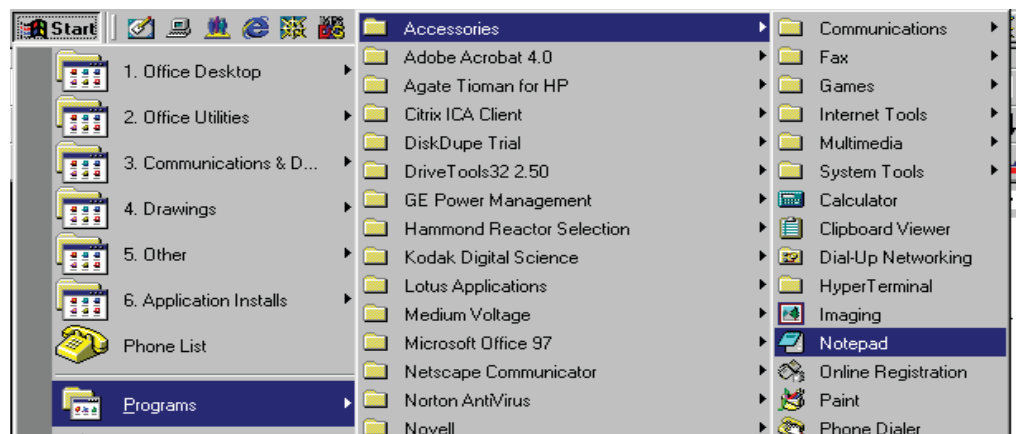 Start
1. Office Desktop
2. Office Utilities
3. Communications & D...
4. Drawings
5. Other
6. Application Installs
Phone List
Programs
Accessories
Adobe Acrobat 4.0
Agate Tioman for HP
Citrix ICA Client
DiskDupe Trial
DriveTools32 2.50
GE Power Management
Hammond Reactor Selection
Kodak Digital Science
Lotus Applications
Medium Voltage
Microsoft Office 97
Netscape Communicator
Norton AntiVirus
Novell
Communications
Fax
Games
Internet Tools
Multimedia
System Tools
Calculator
Clipboard Viewer
Dial-Up Networking
HyperTerminal
Imaging
Notepad
Online Registration
Paint
Phone Dialer